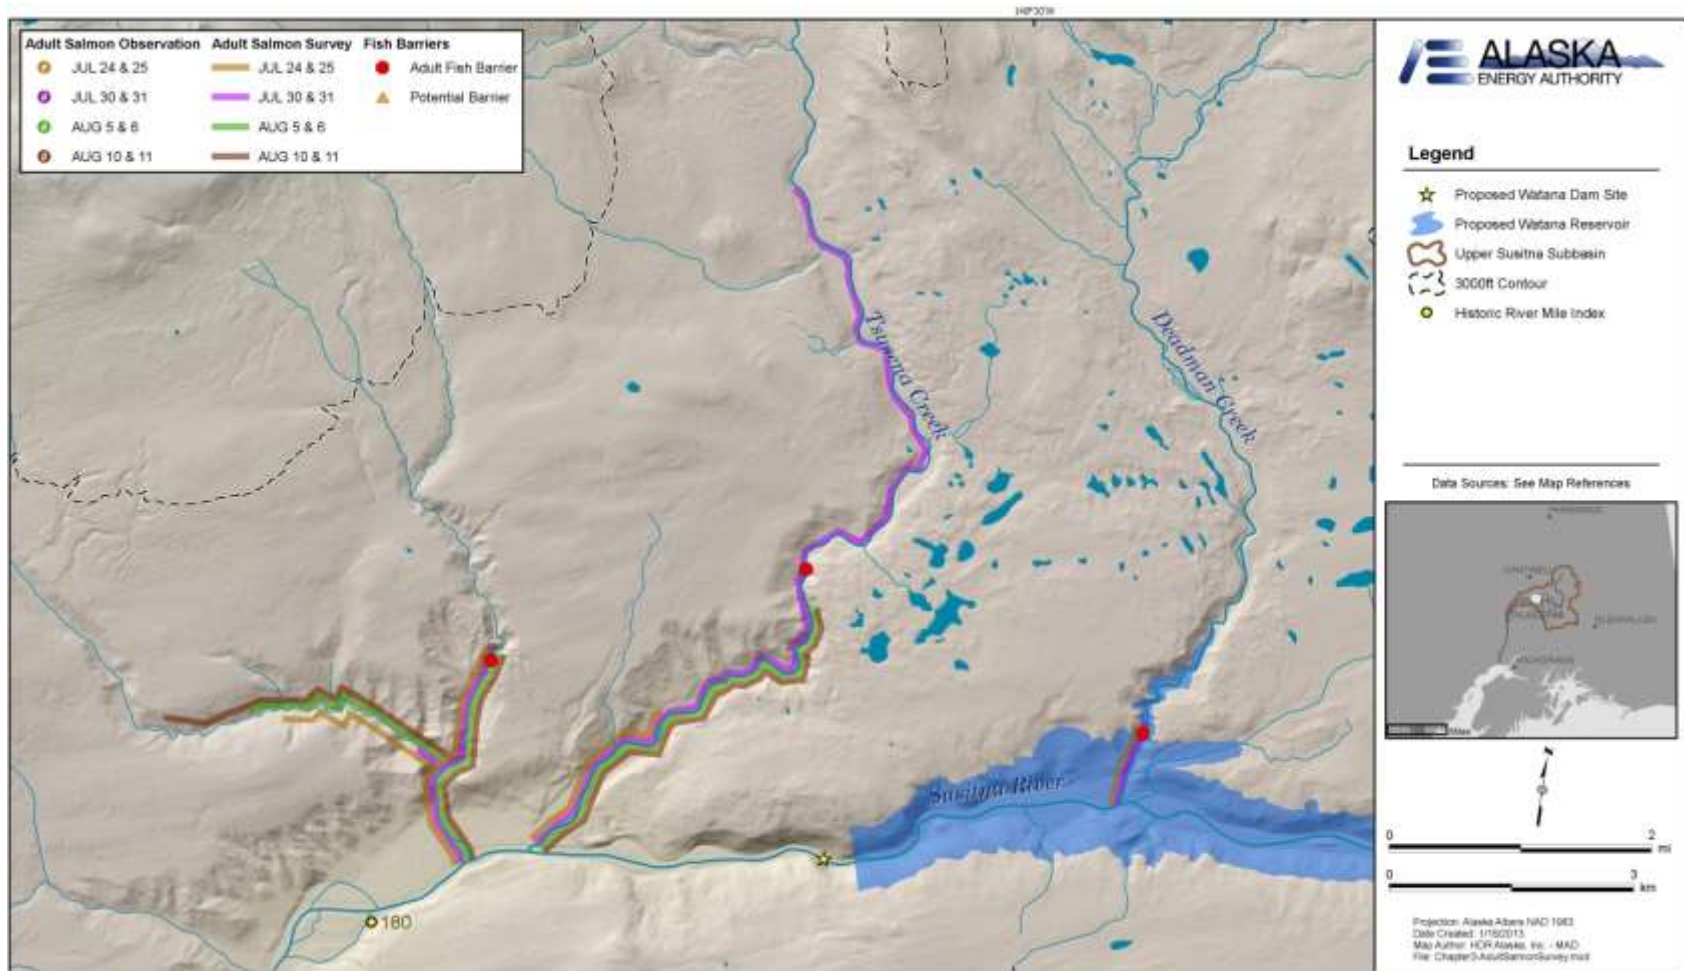 Adult Salmon Observation Adult Salmon Survey Fish Barriers
JUL 24 & 25 JUL 24 & 25 Adult Fish Barrier
JUL 30 & 31 JUL 30 & 31 Potential Barrier
AUG 5 & 6 AUG 5 & 6
AUG 10 & 11 AUG 10 & 11
Tsusena Creek
Deadman Creek
Susitna River
180
ALASKA
ENERGY AUTHORITY
Legend
Proposed Watana Dam Site
Proposed Watana Reservoir
Upper Susitna Subbasin
3000ft Contour
Historic River Mile Index
Data Sources: See Map References
0 2
mi
0 3
km
Projection: Alaska Albers NAD 1983
Date Created: 1/16/2013
Map Author: HDR Alaska, Inc. - MAD
File: Chapter3-AdultSalmonSurvey.mxd